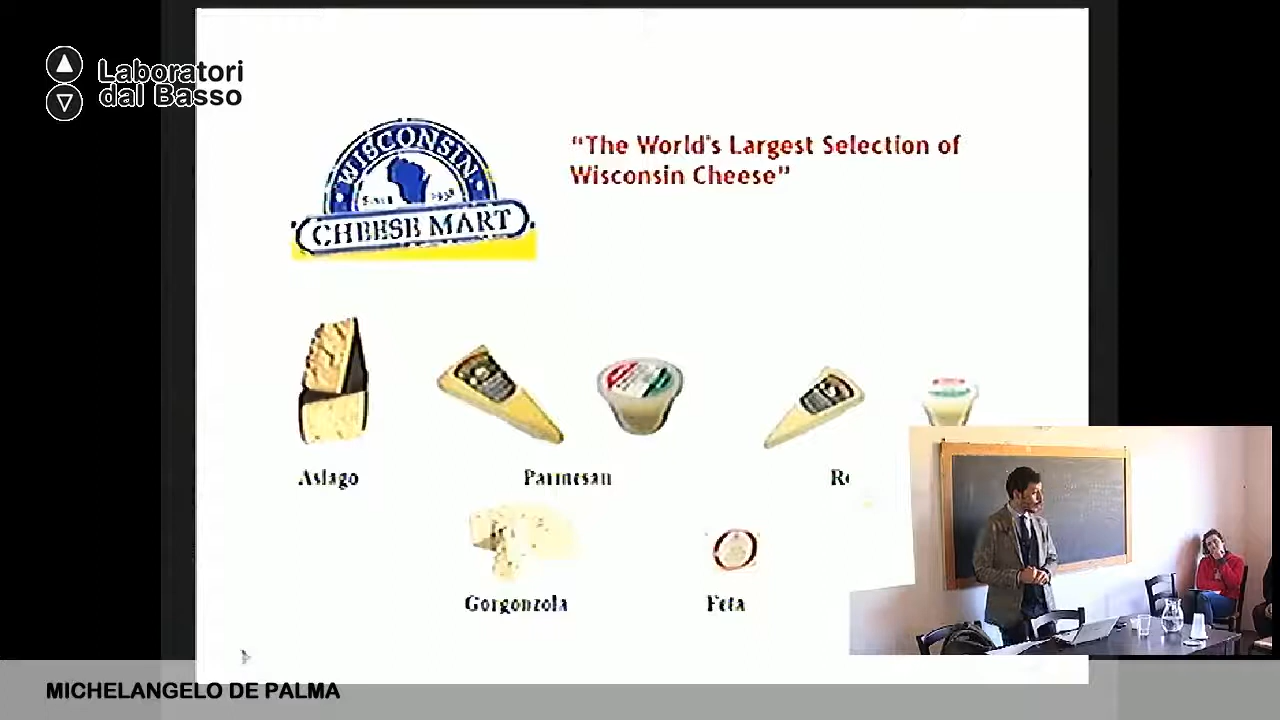 Laboratori
dal Basso
WISCONSIN
CHEESE MART
"The World's Largest Selection of
Wisconsin Cheese"
Asiago
Parmesan
Gorgonzola
Feta
MICHELANGELO DE PALMA